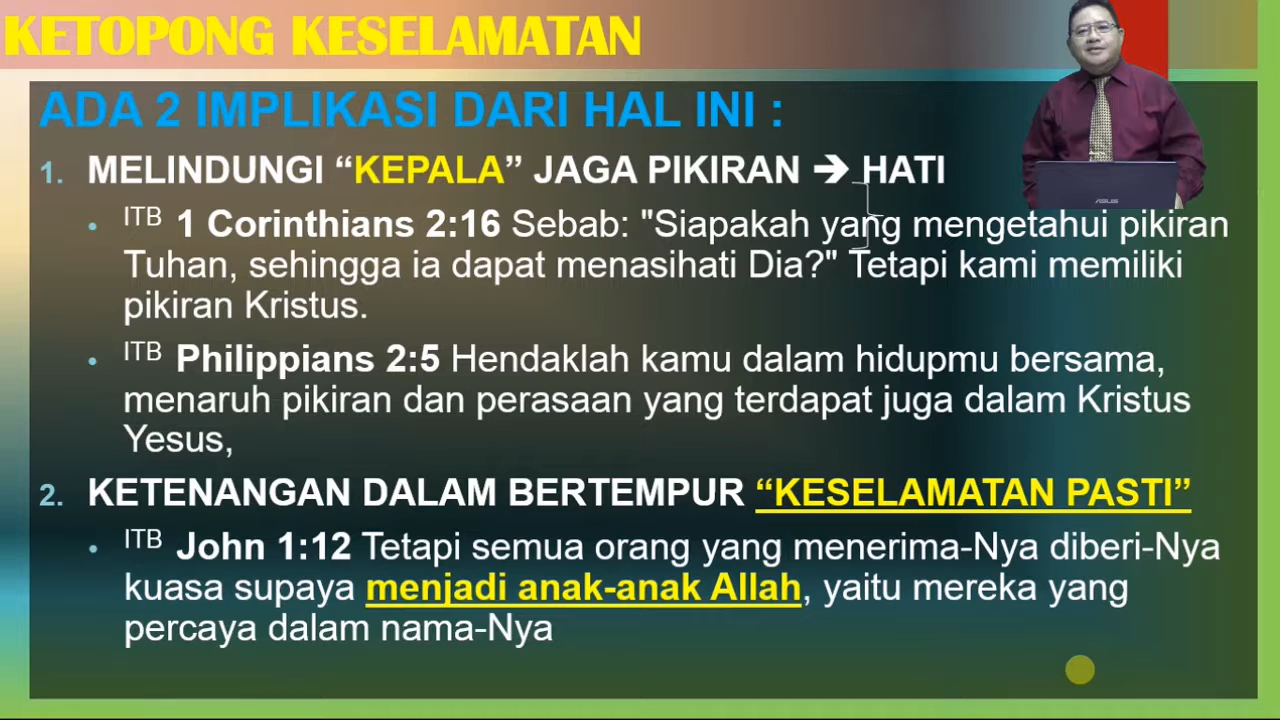 KETOPONG KESELAMATAN
ADA 2 IMPLIKASI DARI HAL INI :
1. MELINDUNGI “KEPALA” JAGA PIKIRAN ➔ HATI
• ITB 1 Corinthians 2:16 Sebab: "Siapakah yang mengetahui pikiran
Tuhan, sehingga ia dapat menasihati Dia?" Tetapi kami memiliki
pikiran Kristus.
• ITB Philippians 2:5 Hendaklah kamu dalam hidupmu bersama,
menaruh pikiran dan perasaan yang terdapat juga dalam Kristus
Yesus,
2. KETENANGAN DALAM BERTEMPUR “KESELAMATAN PASTI”
• ITB John 1:12 Tetapi semua orang yang menerima-Nya diberi-Nya
kuasa supaya menjadi anak-anak Allah, yaitu mereka yang
percaya dalam nama-Nya
ASUS